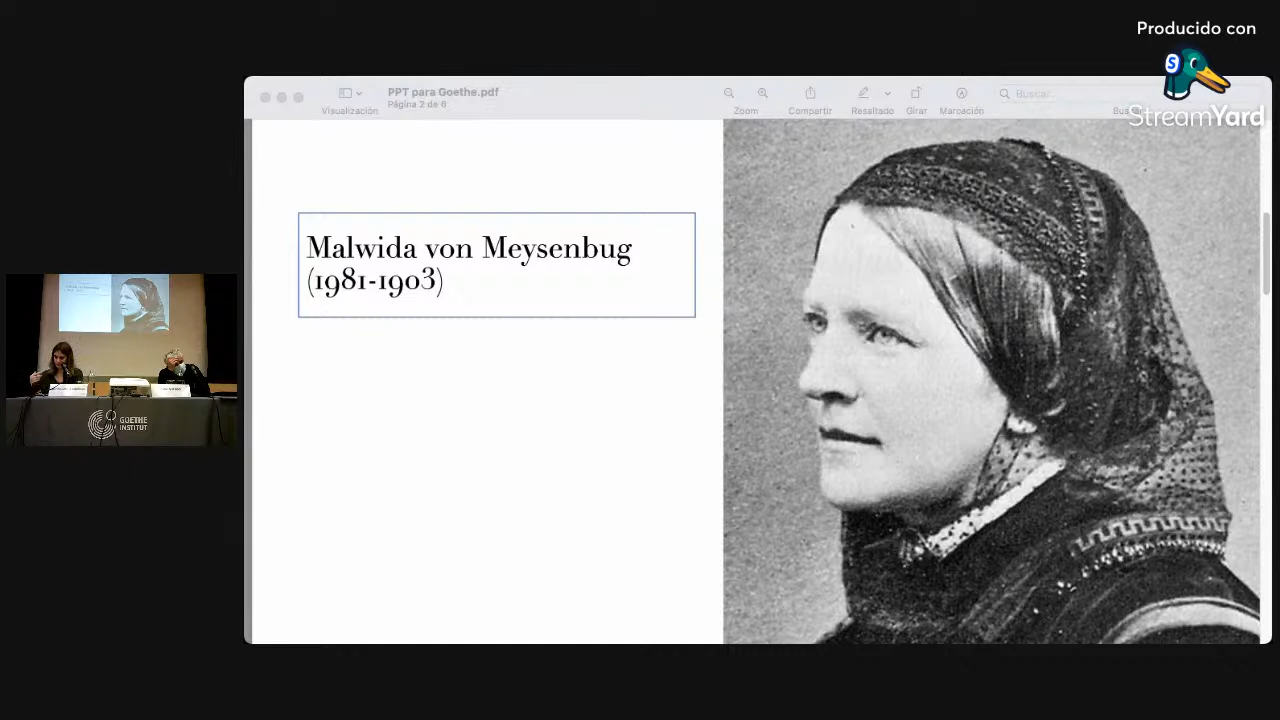 Producido con
StreamYard
PPT para Goethe.pdf
Página 2 de 6
Visualización
Zoom
Compartir
Resaltado
Girar
Marcación
Buscar...
Malwida von Meysenbug
(1981-1903)
GOETHE
INSTITUT